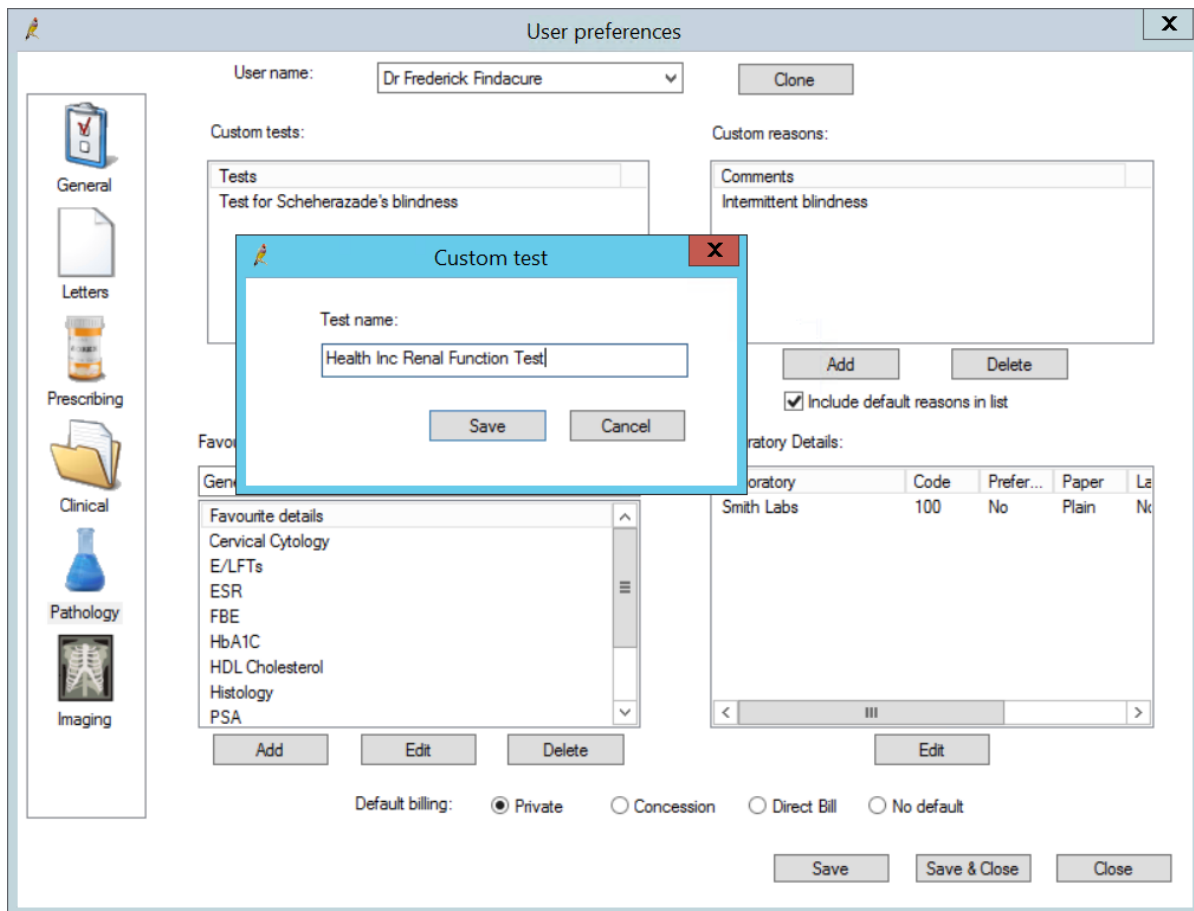 User preferences
X
User name:
Dr Frederick Findacure
Clone
General
Letters
Prescribing
Clinical
Pathology
Imaging
Custom tests:
Tests
Test for Scheherazade's blindness
Custom reasons:
Comments
Intermittent blindness
Add
Delete
Include default reasons in list
Custom test
X
Test name:
Health Inc Renal Function Test
Save
Cancel
Favourite details
Cervical Cytology
E/LFTs
ESR
FBE
HbA1C
HDL Cholesterol
Histology
PSA
Add
Edit
Delete
Details:
Code
Prefer...
Paper
Smith Labs
100
No
Plain
Edit
Default billing:
Private
Concession
Direct Bill
No default
Save
Save & Close
Close